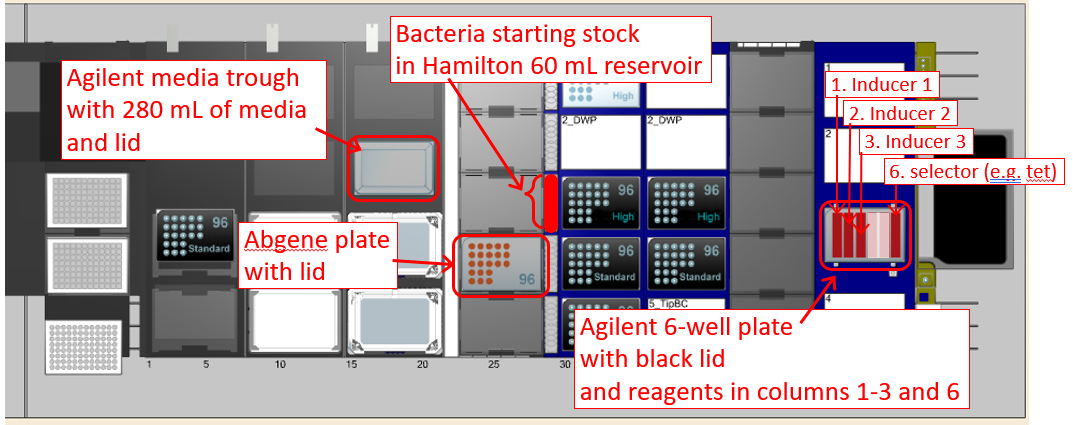 Bacteria starting stock
in Hamilton 60 mL reservoir
Agilent media trough
with 280 mL of media
and lid
High
1
1. Inducer 1
2. Inducer 2
3. Inducer 3
6. selector (e.g. tet)
2_DWP
2_DWP
2
96
High
96
High
96
Standard
Abgene plate
with lid
96
96
Standard
96
Standard
5_TipBC
4
Agilent 6-well plate
with black lid
and reagents in columns 1-3 and 6
1
5
10
15
20
25
30